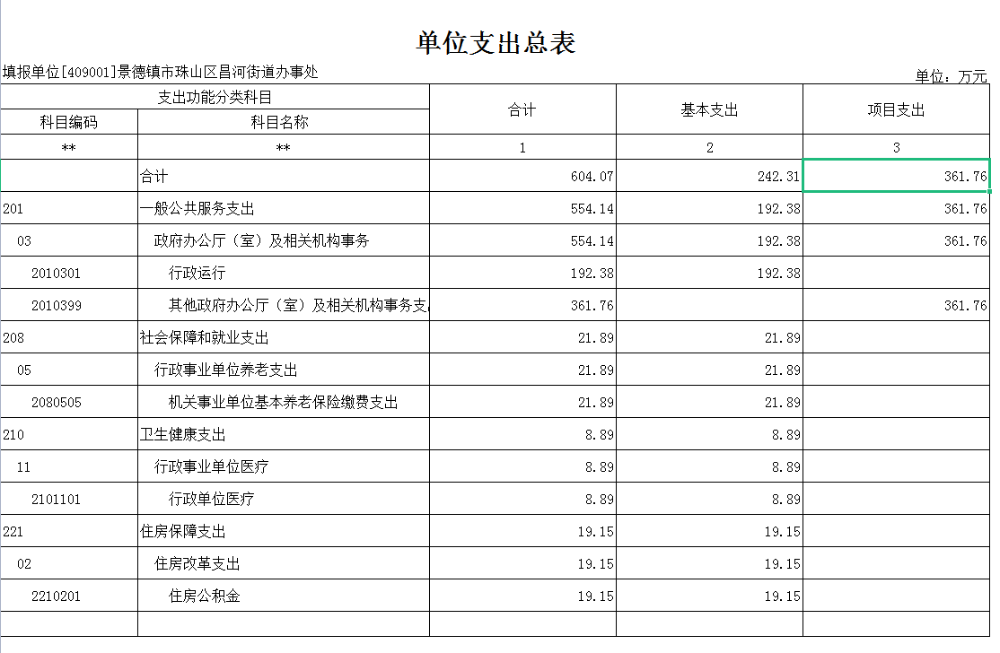 单位支出总表
填报单位[409001]景德镇市珠山区昌河街道办事处 单位：万元
支出功能分类科目 合计 基本支出 项目支出
科目编码 科目名称
** ** 1 2 3
合计 604.07 242.31 361.76
201 一般公共服务支出 554.14 192.38 361.76
03 政府办公厅（室）及相关机构事务 554.14 192.38 361.76
2010301 行政运行 192.38 192.38
2010399 其他政府办公厅（室）及相关机构事务支 361.76 361.76
208 社会保障和就业支出 21.89 21.89
05 行政事业单位养老支出 21.89 21.89
2080505 机关事业单位基本养老保险缴费支出 21.89 21.89
210 卫生健康支出 8.89 8.89
11 行政事业单位医疗 8.89 8.89
2101101 行政单位医疗 8.89 8.89
221 住房保障支出 19.15 19.15
02 住房改革支出 19.15 19.15
2210201 住房公积金 19.15 19.15